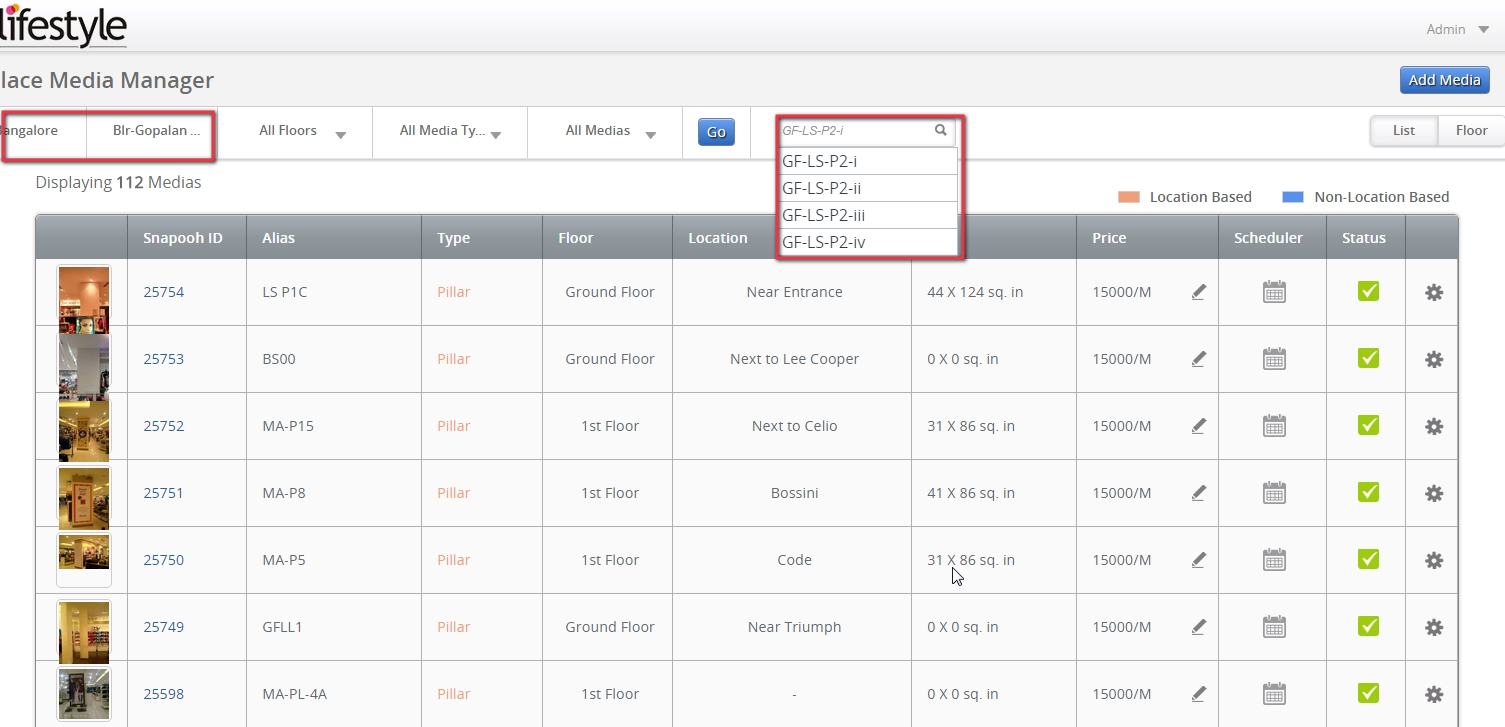 lifestyle
Admin
lace Media Manager
Add Media
angalore
Blr-Gopalan ...
All Floors
All Media Ty...
All Medias
Go
GF-LS-P2-i
List
Floor
GF-LS-P2-i
GF-LS-P2-ii
GF-LS-P2-iii
GF-LS-P2-iv
Displaying 112 Medias
Location Based
Non-Location Based
Snapooh ID Alias Type Floor Location Price Scheduler Status
25754 LS P1C Pillar Ground Floor Near Entrance 44 X 124 sq. in 15000/M
25753 BS00 Pillar Ground Floor Next to Lee Cooper 0 X 0 sq. in 15000/M
25752 MA-P15 Pillar 1st Floor Next to Celio 31 X 86 sq. in 15000/M
25751 MA-P8 Pillar 1st Floor Bossini 41 X 86 sq. in 15000/M
25750 MA-P5 Pillar 1st Floor Code 31 X 86 sq. in 15000/M
25749 GFLL1 Pillar Ground Floor Near Triumph 0 X 0 sq. in 15000/M
25598 MA-PL-4A Pillar 1st Floor - 0 X 0 sq. in 15000/M